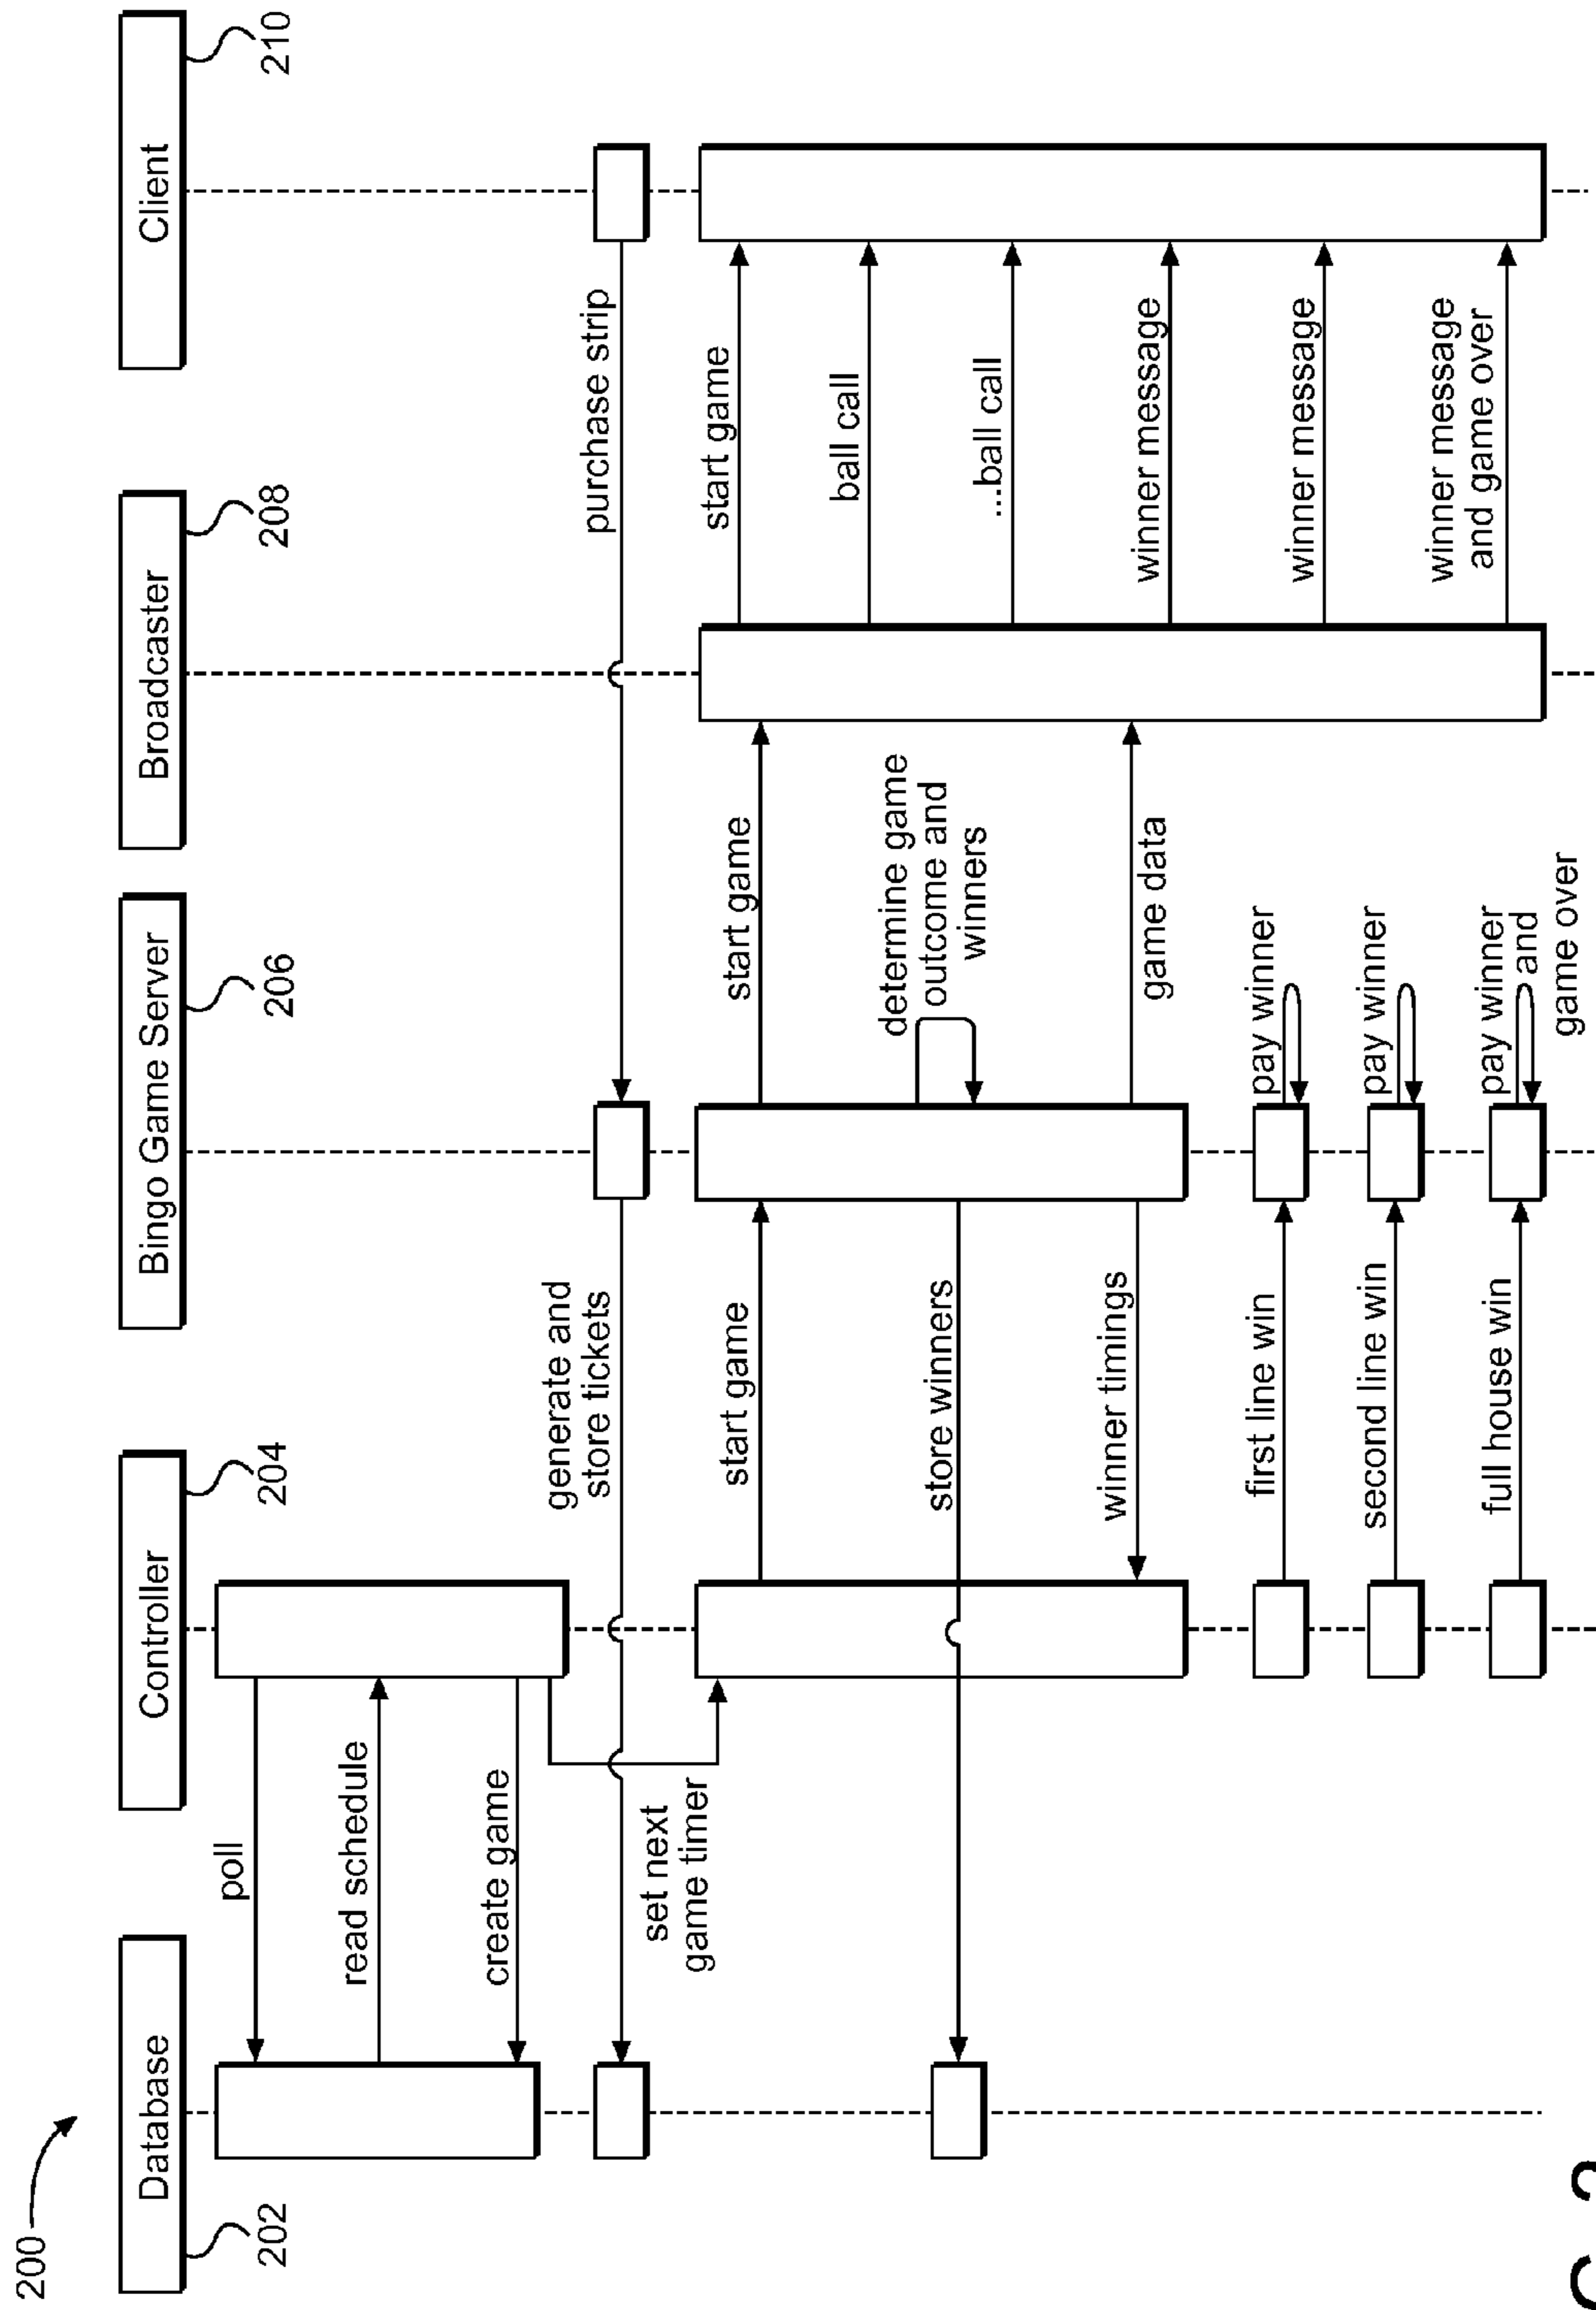 200
Database
202
Controller
204
Bingo Game Server
206
Broadcaster
208
Client
210
poll
read schedule
create game
set next
game timer
purchase strip
generate and
store tickets
start game
start game
start game
ball call
...ball call
determine game
outcome and
winners
store winners
winner timings
game data
winner message
winner message
winner message
and game over
first line win
pay winner
second line win
pay winner
full house win
pay winner
and
game over